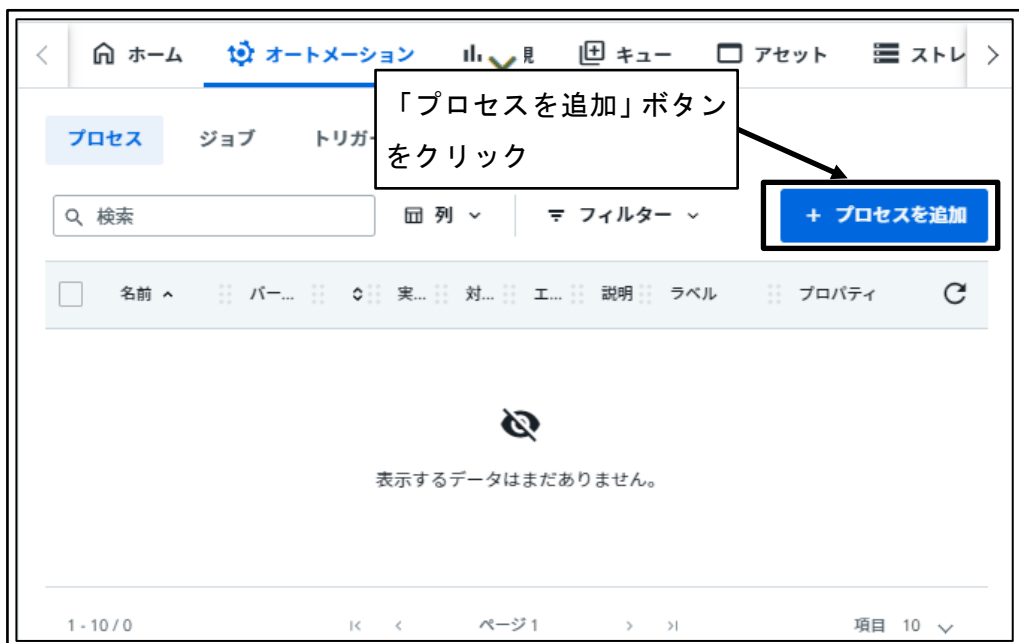 ホーム オートメーション 見 キュー アセット ストレ
「プロセスを追加」ボタン
をクリック
プロセス ジョブ トリガー
検索 列 フィルター + プロセスを追加
名前 バー... 実... 対... エ... 説明 ラベル プロパティ
表示するデータはまだありません。
1 - 10 / 0 ページ 1 項目 10